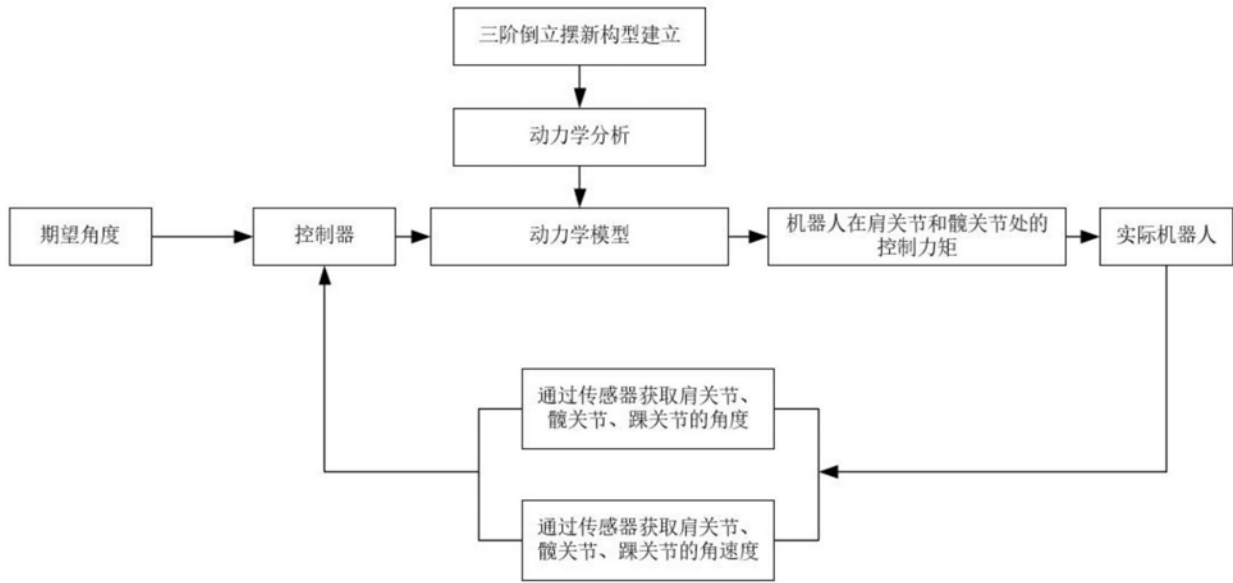 三阶倒立摆新构型建立
动力学分析
期望角度
控制器
动力学模型
机器人在肩关节和髋关节处的
控制力矩
实际机器人
通过传感器获取肩关节、
髋关节、踝关节的角度
通过传感器获取肩关节、
髋关节、踝关节的角速度